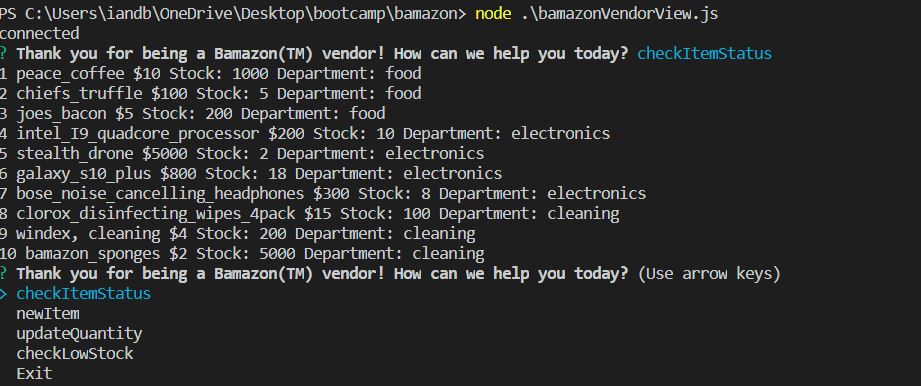 PS C:\Users\iandb\OneDrive\Desktop\bootcamp\bamazon> node .\bamazonVendorView.js
connected
? Thank you for being a Bamazon(TM) vendor! How can we help you today? checkItemStatus
1 peace_coffee $10 Stock: 1000 Department: food
2 chiefs_truffle $100 Stock: 5 Department: food
3 joes_bacon $5 Stock: 200 Department: food
4 intel_I9_quadcore_processor $200 Stock: 10 Department: electronics
5 stealth_drone $5000 Stock: 2 Department: electronics
6 galaxy_s10_plus $800 Stock: 18 Department: electronics
7 bose_noise_cancelling_headphones $300 Stock: 8 Department: electronics
8 clorox_disinfecting_wipes_4pack $15 Stock: 100 Department: cleaning
9 windex, cleaning $4 Stock: 200 Department: cleaning
10 bamazon_sponges $2 Stock: 5000 Department: cleaning
? Thank you for being a Bamazon(TM) vendor! How can we help you today? (Use arrow keys)
> checkItemStatus
newItem
updateQuantity
checkLowStock
Exit